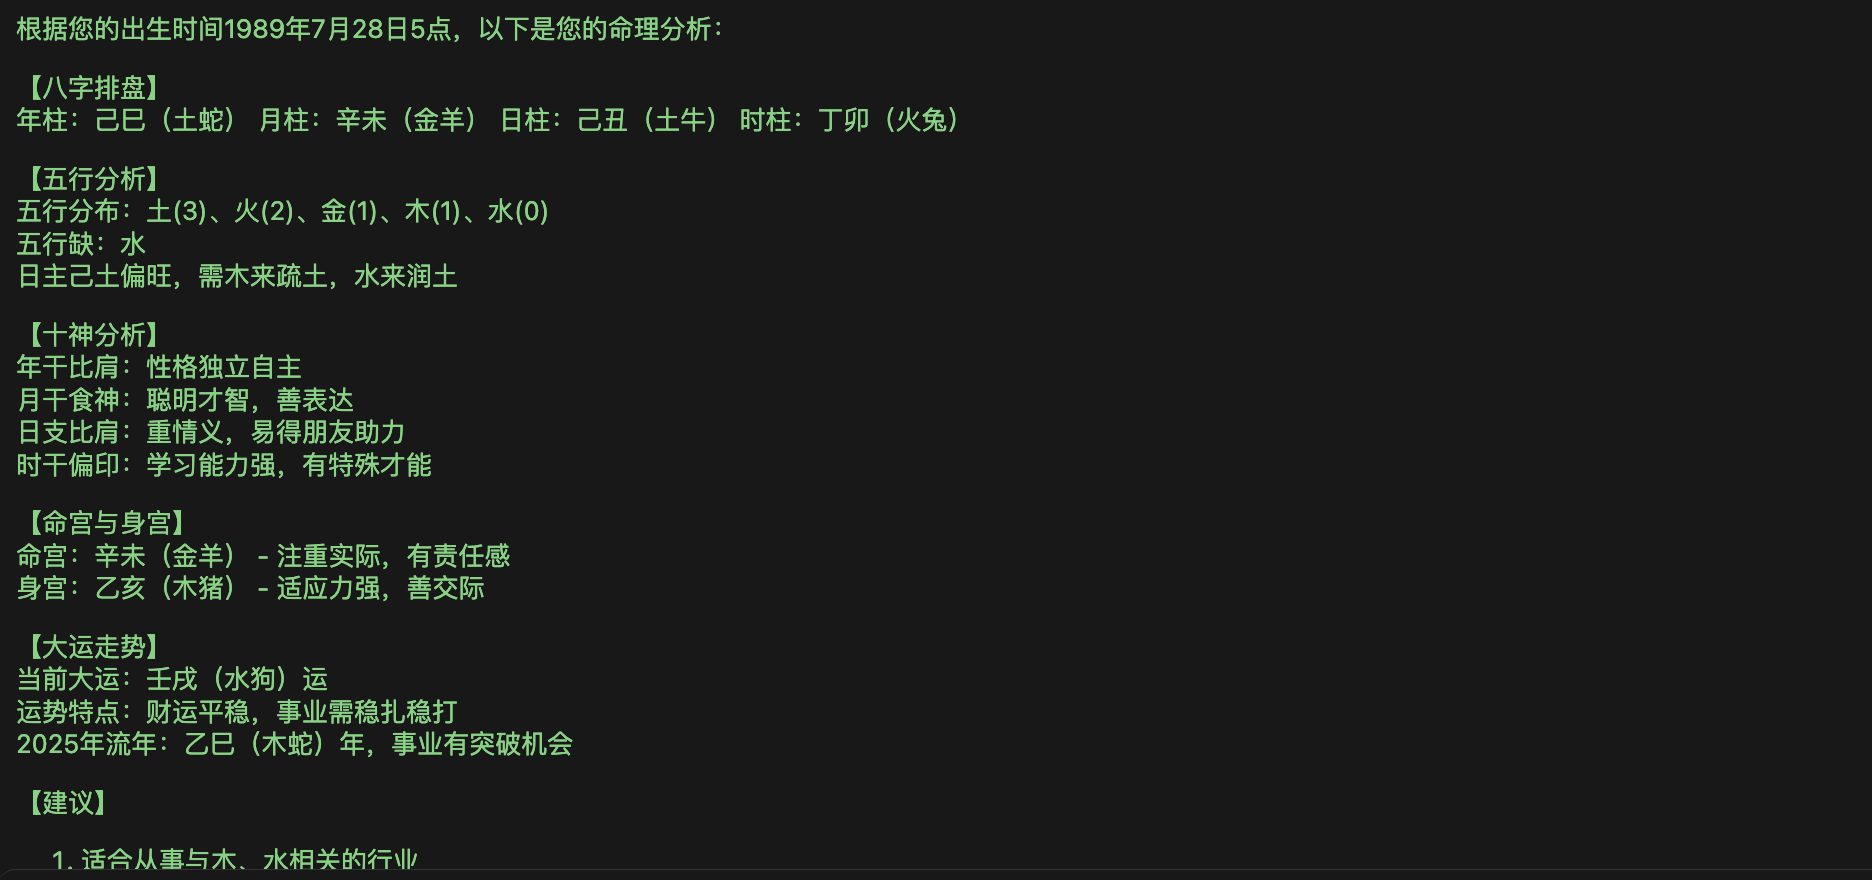 根据您的出生时间1989年7月28日5点，以下是您的命理分析：
【八字排盘】
年柱：己巳（土蛇） 月柱：辛未（金羊） 日柱：己丑（土牛） 时柱：丁卯（火兔）
【五行分析】
五行分布：土(3)、火(2)、金(1)、木(1)、水(0)
五行缺：水
日主己土偏旺，需木来疏土，水来润土
【十神分析】
年干比肩：性格独立自主
月干食神：聪明才智，善表达
日支比肩：重情义，易得朋友助力
时干偏印：学习能力强，有特殊才能
【命宫与身宫】
命宫：辛未（金羊） - 注重实际，有责任感
身宫：乙亥（木猪） - 适应力强，善交际
【大运走势】
当前大运：壬戌（水狗）运
运势特点：财运平稳，事业需稳扎稳打
2025年流年：乙巳（木蛇）年，事业有突破机会
【建议】
1. 适合从事与木、水相关的行业